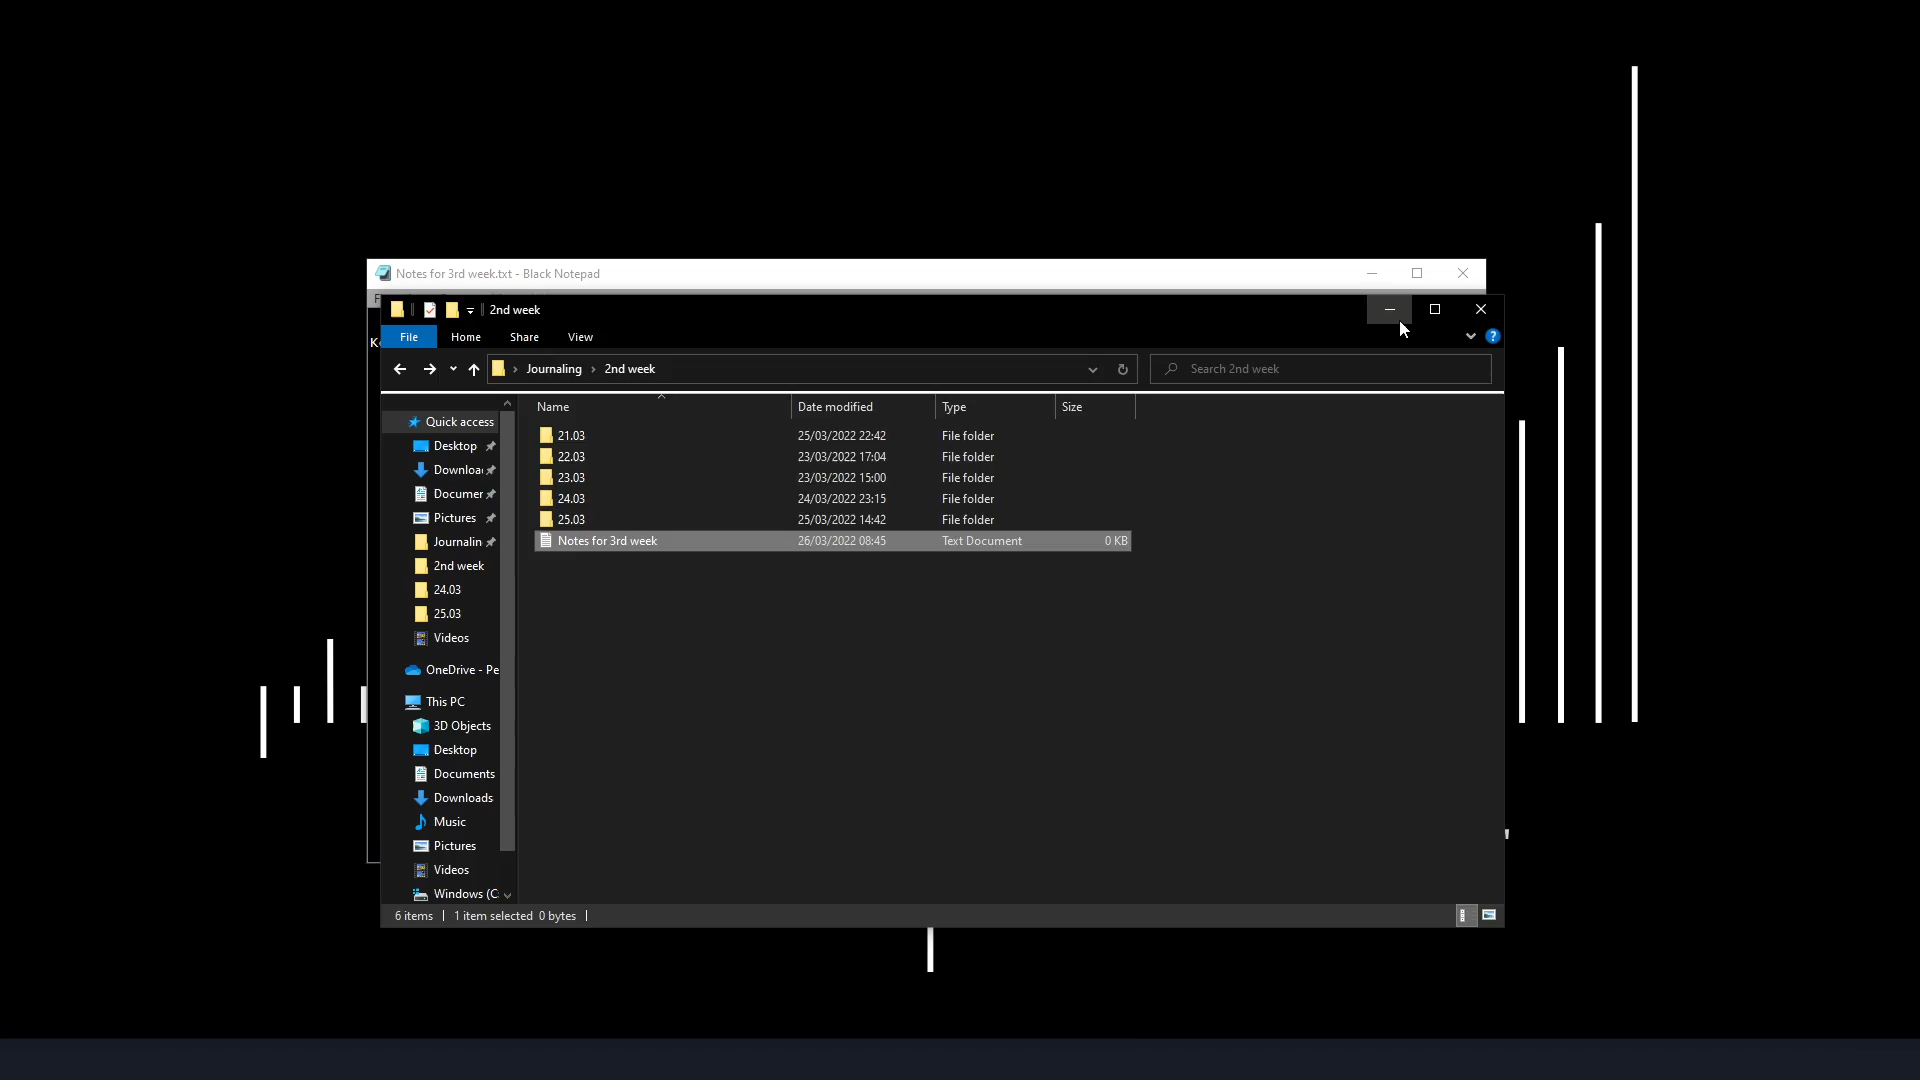 Notes for 3rd week.txt - Black Notepad
2nd week
File Home Share View
Journaling 2nd week
Search 2nd week
Name Date modified Type Size
21.03 25/03/2022 22:42 File folder
22.03 23/03/2022 17:04 File folder
23.03 23/03/2022 15:00 File folder
24.03 24/03/2022 23:15 File folder
25.03 25/03/2022 14:42 File folder
Notes for 3rd week 26/03/2022 08:45 Text Document 0 KB
Quick access
Desktop
Downloa
Documer
Pictures
Journalin
2nd week
24.03
25.03
Videos
OneDrive - Pe
This PC
3D Objects
Desktop
Documents
Downloads
Music
Pictures
Videos
Windows (C:
6 items 1 item selected 0 bytes